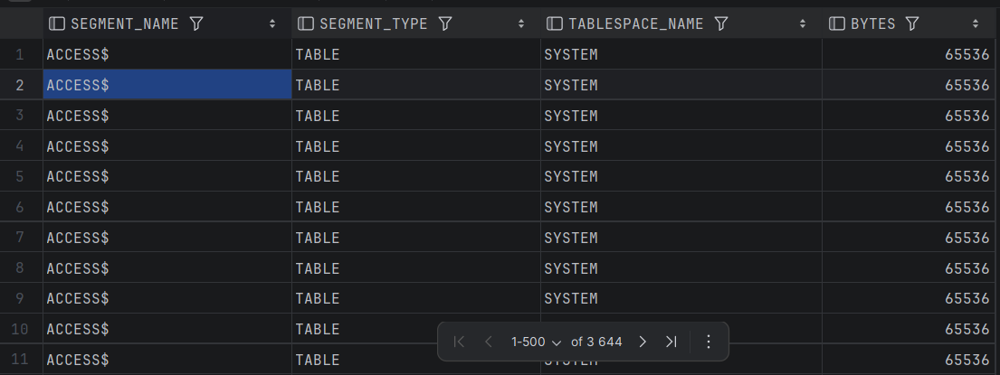 SEGMENT_NAME SEGMENT_TYPE TABLESPACE_NAME BYTES
1 ACCESS$ TABLE SYSTEM 65536
2 ACCESS$ TABLE SYSTEM 65536
3 ACCESS$ TABLE SYSTEM 65536
4 ACCESS$ TABLE SYSTEM 65536
5 ACCESS$ TABLE SYSTEM 65536
6 ACCESS$ TABLE SYSTEM 65536
7 ACCESS$ TABLE SYSTEM 65536
8 ACCESS$ TABLE SYSTEM 65536
9 ACCESS$ TABLE SYSTEM 65536
10 ACCESS$ TABLE 65536
1-500 of 3 644
11 ACCESS$ TABLE 65536